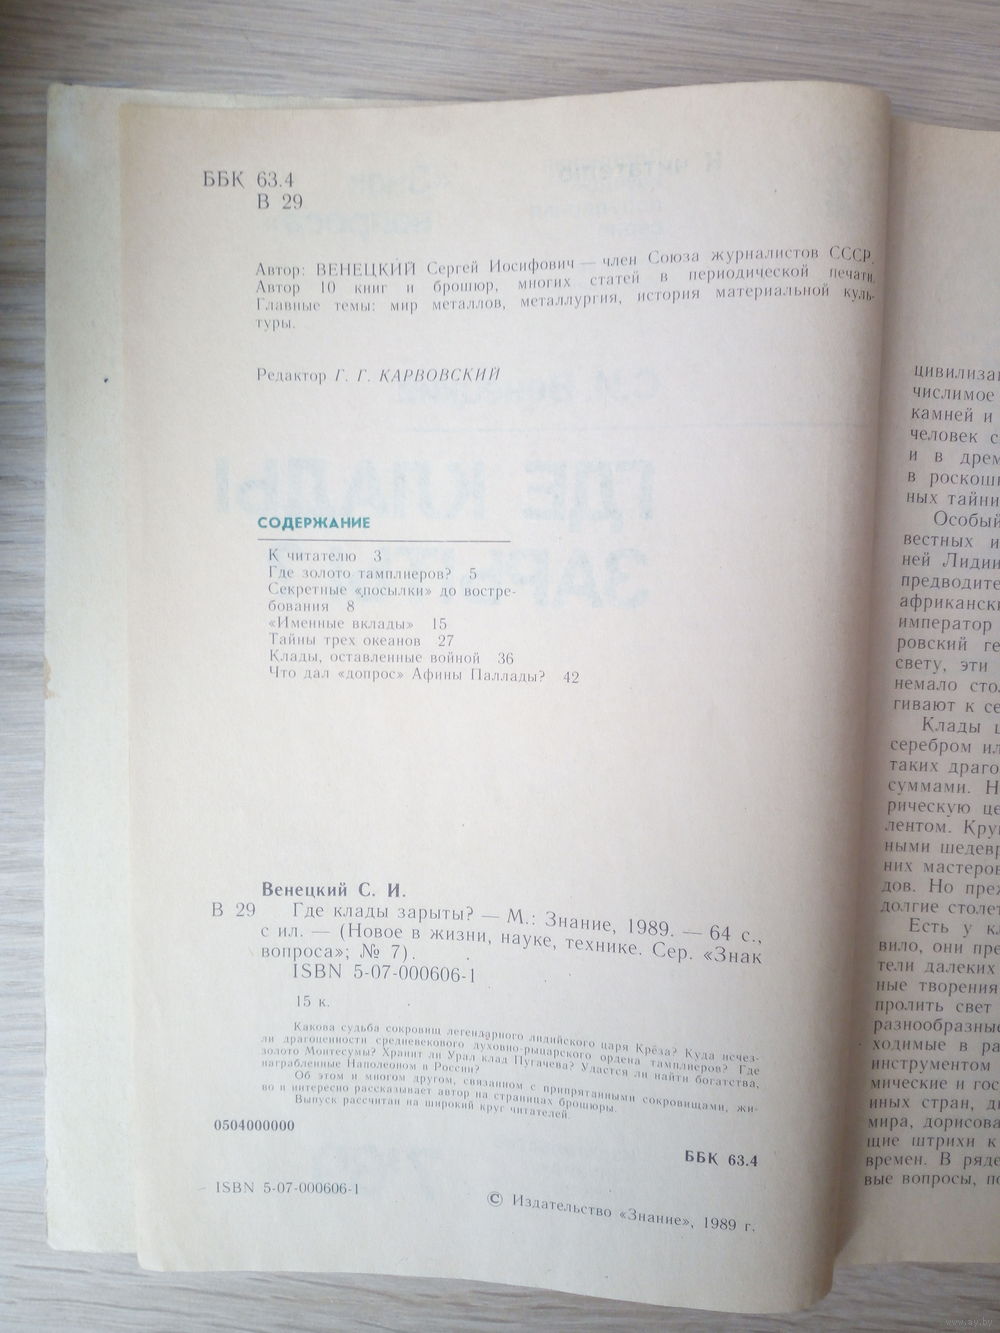 ББК 63.4
В 29
Автор: ВЕНЕЦКИЙ Сергей Иосифович — член Союза журналистов СССР.
Автор 10 книг и брошюр, многих статей в периодической печати.
Главные темы: мир металлов, металлургия, история материальной куль-
туры.
Редактор Г. Г. КАРВОВСКИЙ
СОДЕРЖАНИЕ
К читателю 3
Где золото тамплиеров? 5
Секретные «посылки» до востре-
бования 8
«Именные вклады» 15
Тайны трех океанов 27
Клады, оставленные войной 36
Что дал «допрос» Афины Паллады? 42
Венецкий С. И.
В 29 Где клады зарыты? — М.: Знание, 1989. — 64 с.,
с ил. — (Новое в жизни, науке, технике. Сер. «Знак
вопроса»; № 7).
ISBN 5-07-000606-1
15 к.
Какова судьба сокровищ легендарного лидийского царя Крёза? Куда исчез-
ли драгоценности средневекового духовно-рыцарского ордена тамплиеров? Где
золото Монтесумы? Хранит ли Урал клад Пугачева? Удастся ли найти богатства,
награбленные Наполеоном в России?
Об этом и многом другом, связанном с припрятанными сокровищами, жи-
во и интересно рассказывает автор на страницах брошюры.
Выпуск рассчитан на широкий круг читателей.
0504000000
ББК 63.4
ISBN 5-07-000606-1
© Издательство «Знание», 1989 г.
цивилиза
числимое
камней и
человек с
и в дрем
в роскош
ных тайни
Особый
вестных и
ней Лидии
предводите
африкански
император
ровский ге
свету, эти
немало сто
гивают к се
Клады
серебром ил
таких драго
суммами. Н
рическую це
лентом. Кру
ными шедевр
них мастеров
дов. Но преж
долгие столет
Есть у кл
вило, они пре
тели далеких
ные творения
пролить свет
разнообразные
ходимые в ра
инструментом
мические и гос
иных стран, д
мира, дорисова
щие штрихи к
времен. В ряде
вые вопросы, по
www.ay.by